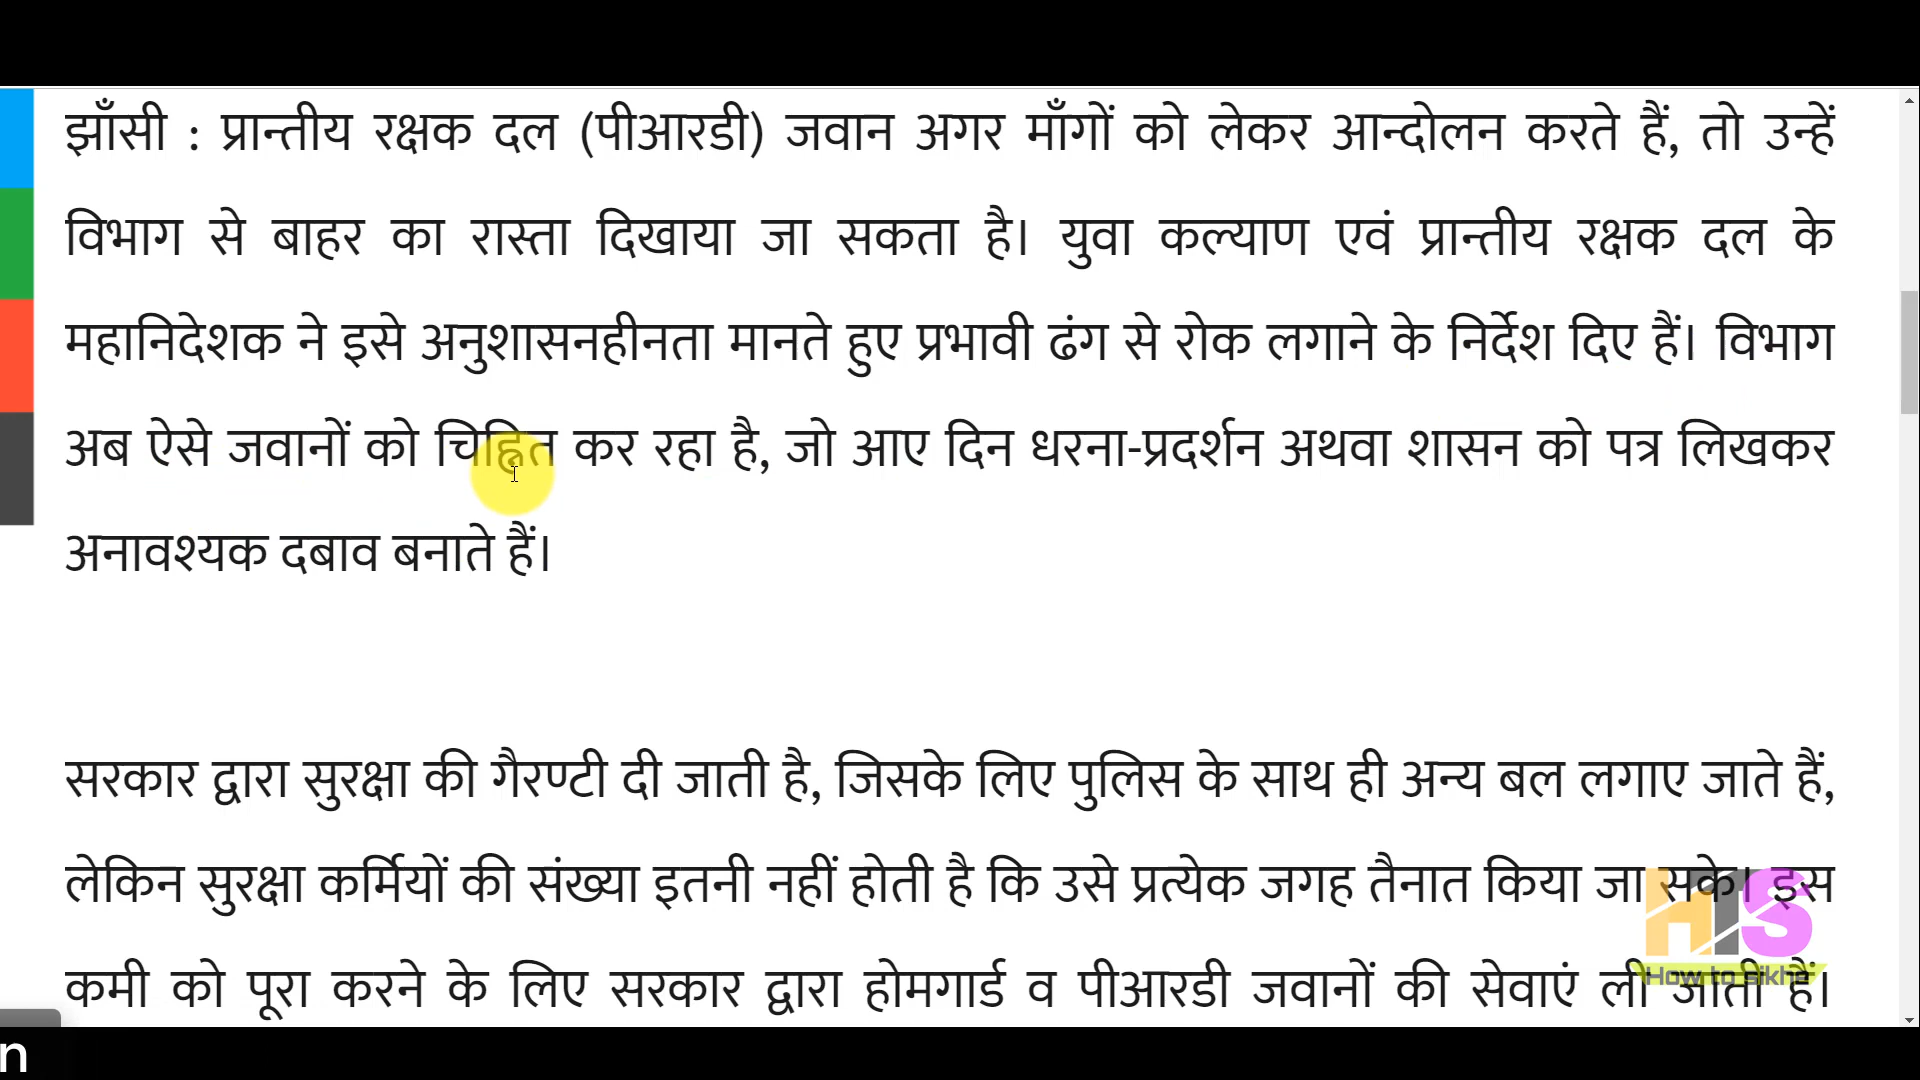 झाँसी : प्रान्तीय रक्षक दल (पीआरडी) जवान अगर माँगों को लेकर आन्दोलन करते हैं, तो उन्हें
विभाग से बाहर का रास्ता दिखाया जा सकता है। युवा कल्याण एवं प्रान्तीय रक्षक दल के
महानिदेशक ने इसे अनुशासनहीनता मानते हुए प्रभावी ढंग से रोक लगाने के निर्देश दिए हैं। विभाग
अब ऐसे जवानों को चिह्नित कर रहा है, जो आए दिन धरना-प्रदर्शन अथवा शासन को पत्र लिखकर
अनावश्यक दबाव बनाते हैं।
सरकार द्वारा सुरक्षा की गैरण्टी दी जाती है, जिसके लिए पुलिस के साथ ही अन्य बल लगाए जाते हैं,
लेकिन सुरक्षा कर्मियों की संख्या इतनी नहीं होती है कि उसे प्रत्येक जगह तैनात किया जा सके। इस
कमी को पूरा करने के लिए सरकार द्वारा होमगार्ड व पीआरडी जवानों की सेवाएं ली जाती हैं।
HTS
How to sikhe
n